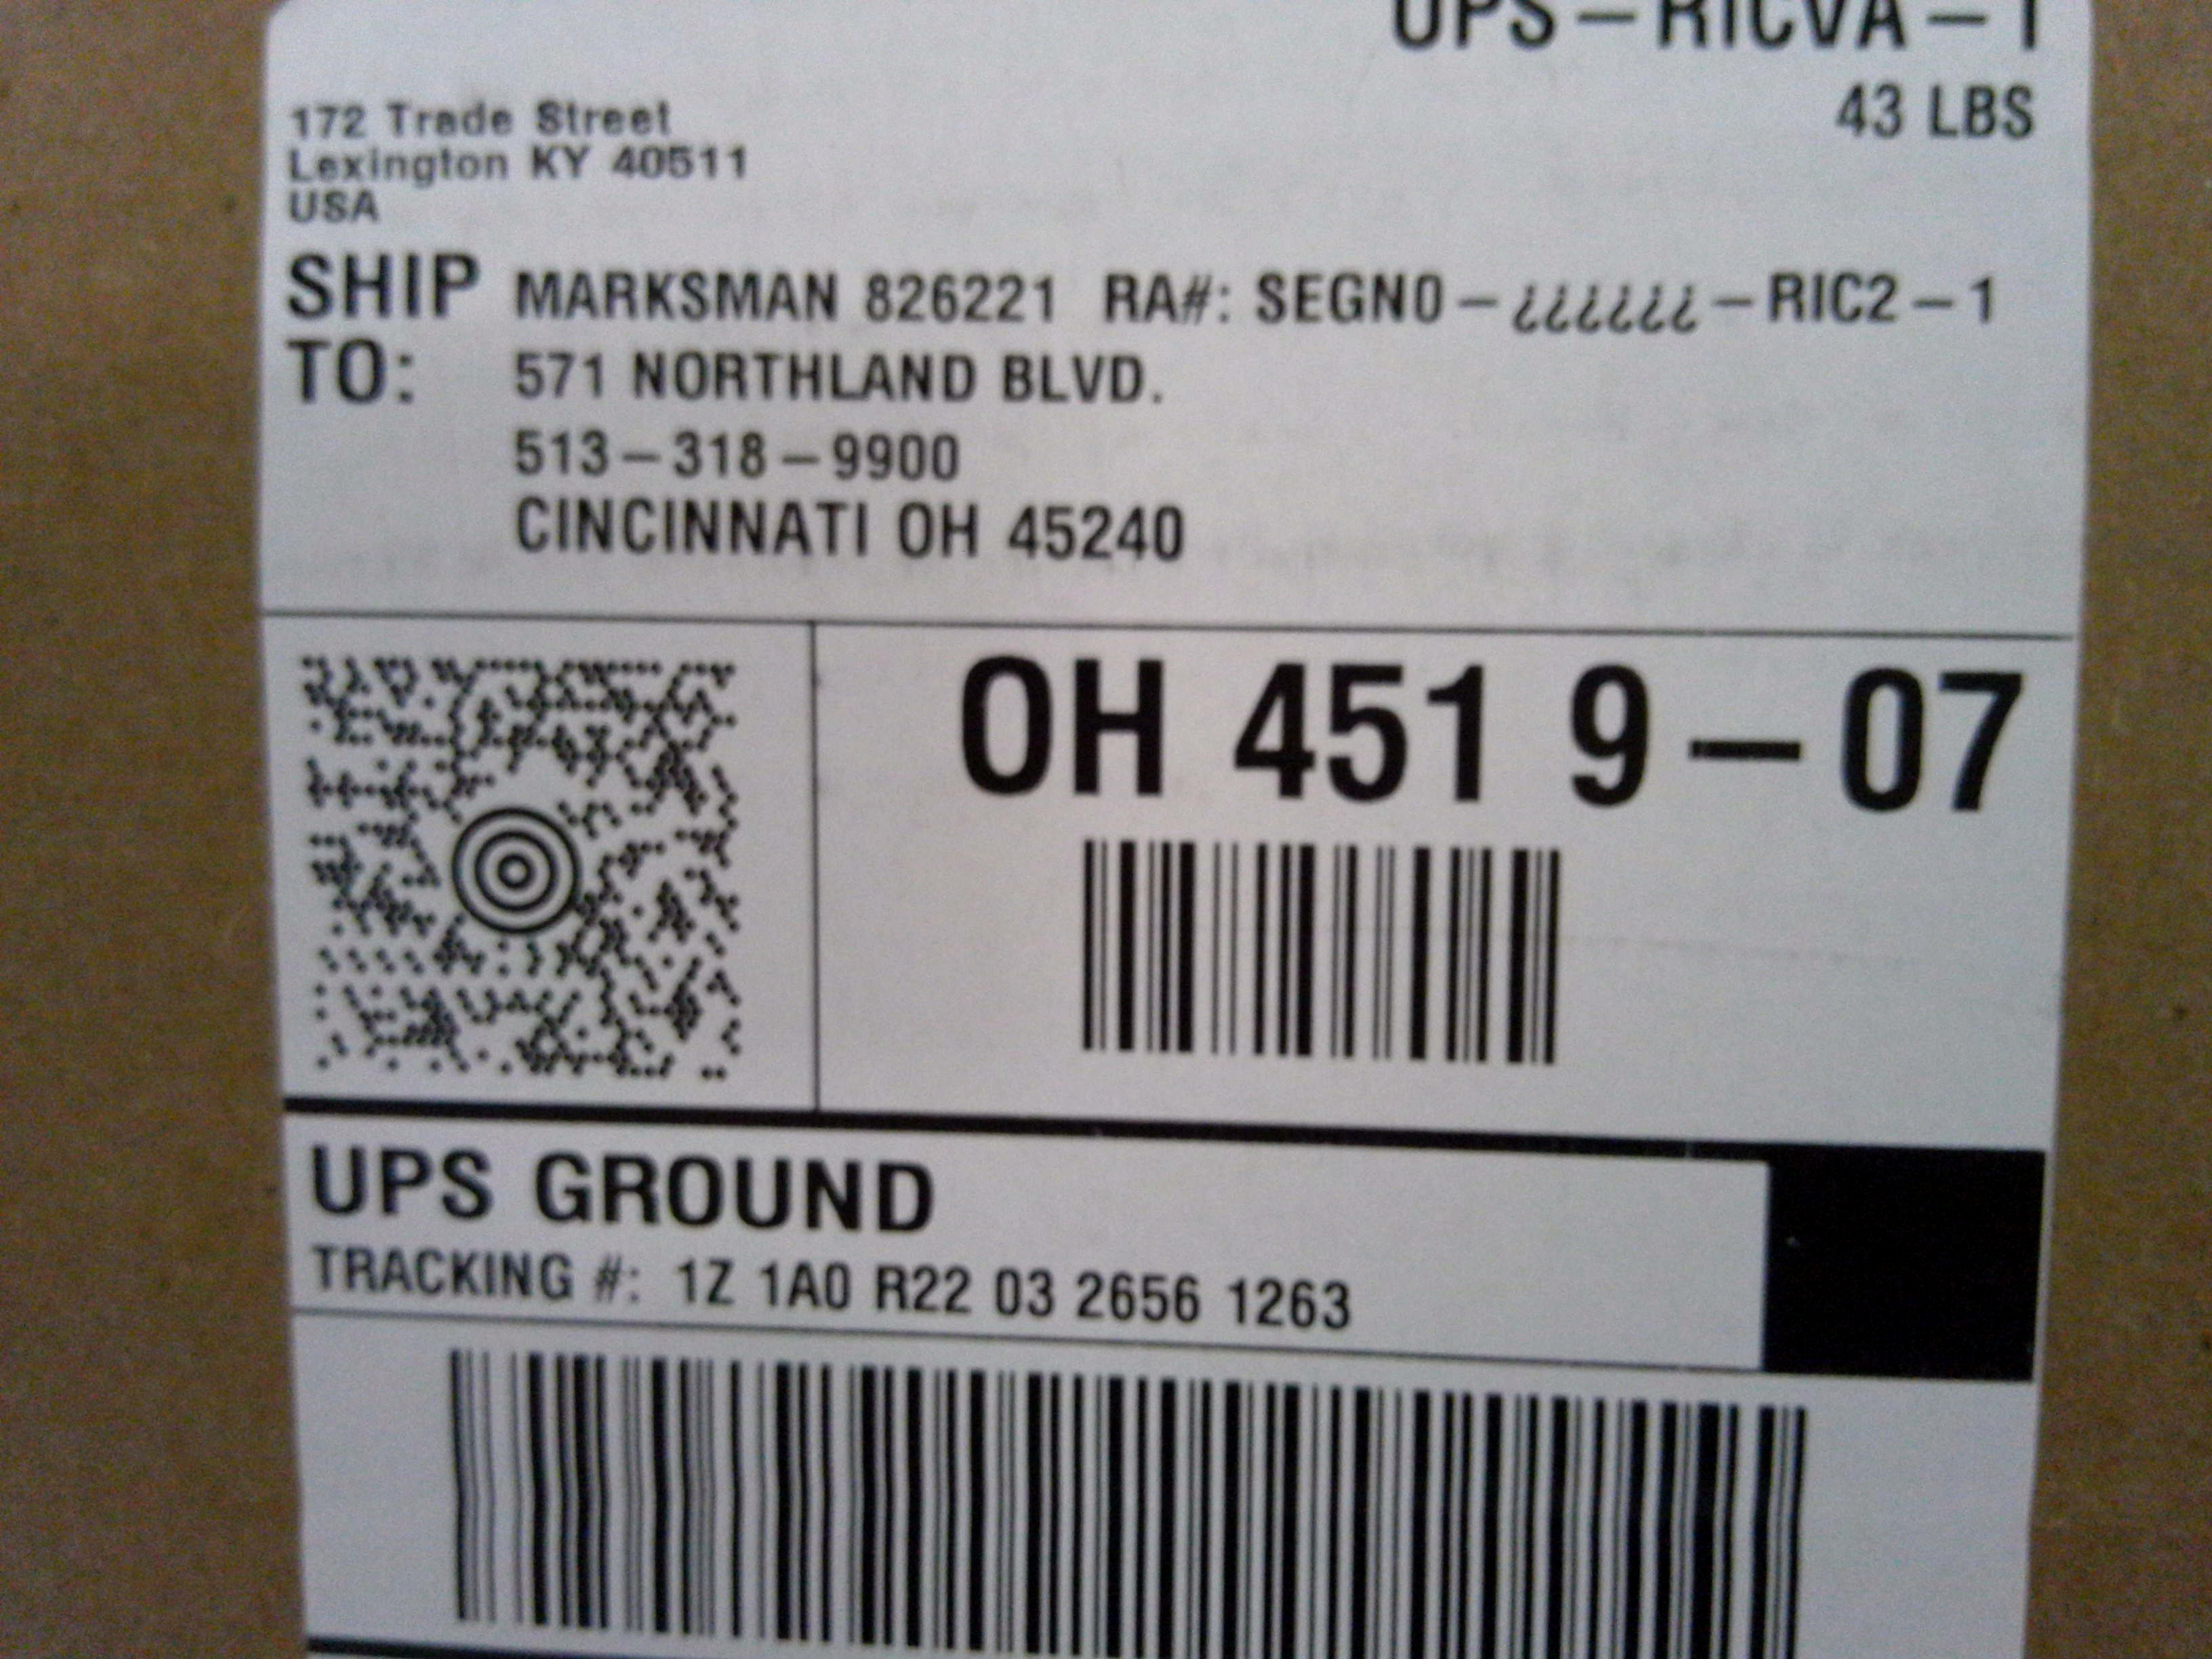 UPS-RICVA-1
43 LBS
172 Trade Street
Lexington KY 40511
USA
SHIP TO:
MARKSMAN 826221 RA#: SEGN0-¿¿¿¿¿¿-RIC2-1
571 NORTHLAND BLVD.
513-318-9900
CINCINNATI OH 45240
OH 451 9-07
UPS GROUND
TRACKING #: 1Z 1A0 R22 03 2656 1263